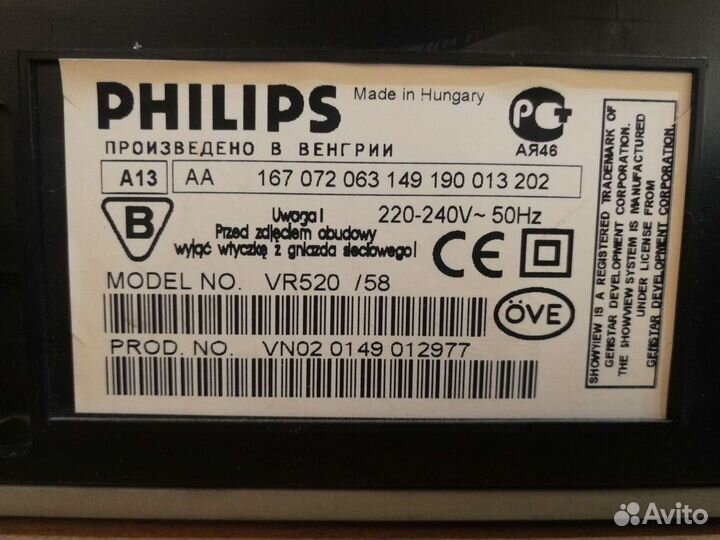 PHILIPS Made in Hungary
ПРОИЗВЕДЕНО В ВЕНГРИИ
РСТ
АЯ46
A13 AA 167 072 063 149 190 013 202
B
Uwaga!
Przed zdjęciem obudowy
wyjąć wtyczkę z gniazda sieciowego!
220-240V~ 50Hz
CE
MODEL NO. VR520 /58
ÖVE
PROD. NO. VN02 0149 012977
SHOWVIEW IS A REGISTERED TRADEMARK OF
GEMSTAR DEVELOPMENT CORPORATION.
THE SHOWVIEW SYSTEM IS MANUFACTURED
UNDER LICENSE FROM
GEMSTAR DEVELOPMENT CORPORATION.
Avito